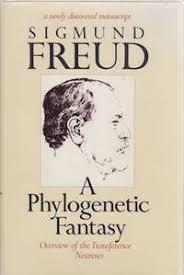 a newly discovered manuscript
SIGMUND
FREUD
A
Phylogenetic
Fantasy
Overview of the Transference
Neuroses